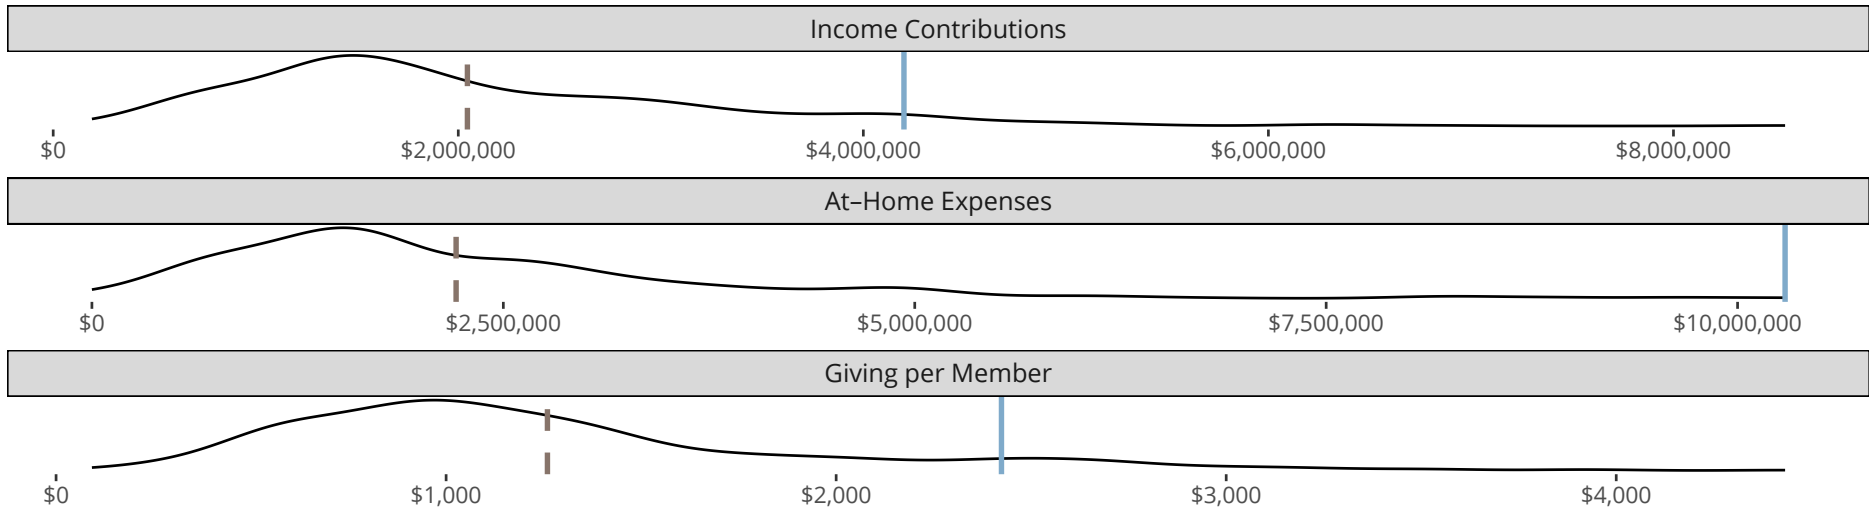 Income Contributions
$0 $2,000,000 $4,000,000 $6,000,000 $8,000,000
At–Home Expenses
$0 $2,500,000 $5,000,000 $7,500,000 $10,000,000
Giving per Member
$0 $1,000 $2,000 $3,000 $4,000